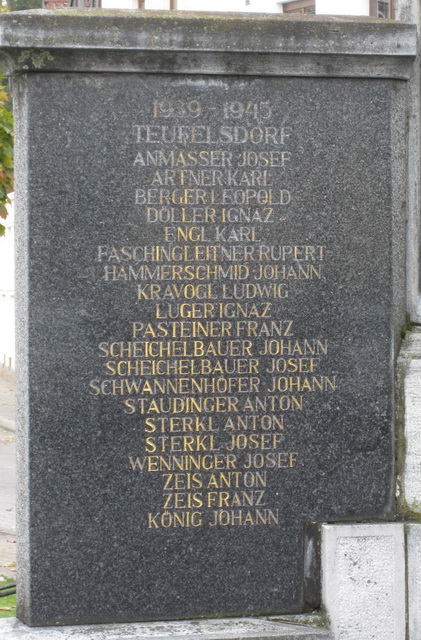 1939 - 1945
TEUFELSDORF
ANMASSER JOSEF
ARTNER KARL
BERGER LEOPOLD
DOLLER IGNAZ
ENGL KARL
FASCHINGLEITNER RUPERT
HAMMERSCHMID JOHANN
KRAVOGL LUDWIG
LUGER IGNAZ
PASTEINER FRANZ
SCHEICHELBAUER JOHANN
SCHEICHELBAUER JOSEF
SCHWANNENHOFER JOHANN
STAUDINGER ANTON
STERKL ANTON
STERKL JOSEF
WENNINGER JOSEF
ZEIS ANTON
ZEIS FRANZ
KÖNIG JOHANN